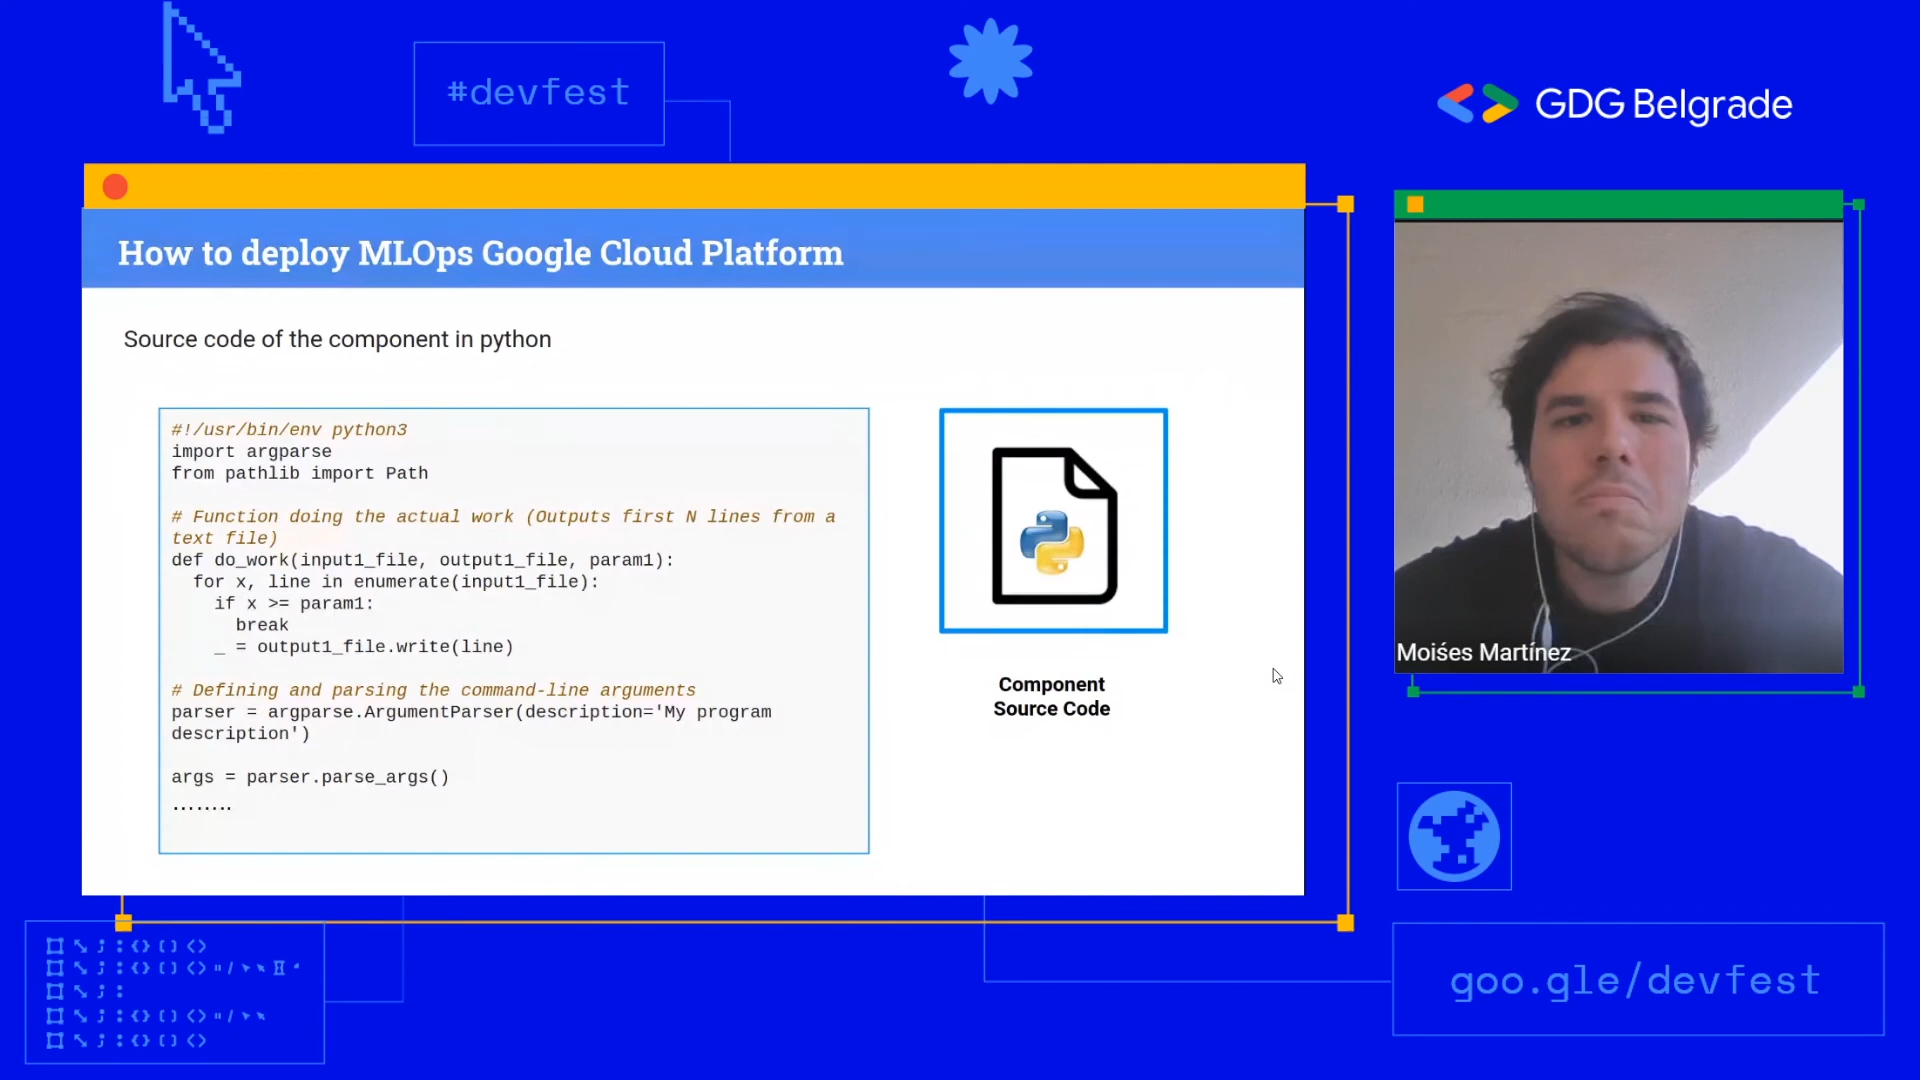 #devfest
GDG Belgrade
How to deploy MLOps Google Cloud Platform
Source code of the component in python
#!/usr/bin/env python3
import argparse
from pathlib import Path
# Function doing the actual work (Outputs first N lines from a
text file)
def do_work(input1_file, output1_file, param1):
  for x, line in enumerate(input1_file):
    if x >= param1:
      break
    _ = output1_file.write(line)
# Defining and parsing the command-line arguments
parser = argparse.ArgumentParser(description='My program
description')
args = parser.parse_args()
........
Component
Source Code
Moiśes Martínez
goo.gle/devfest